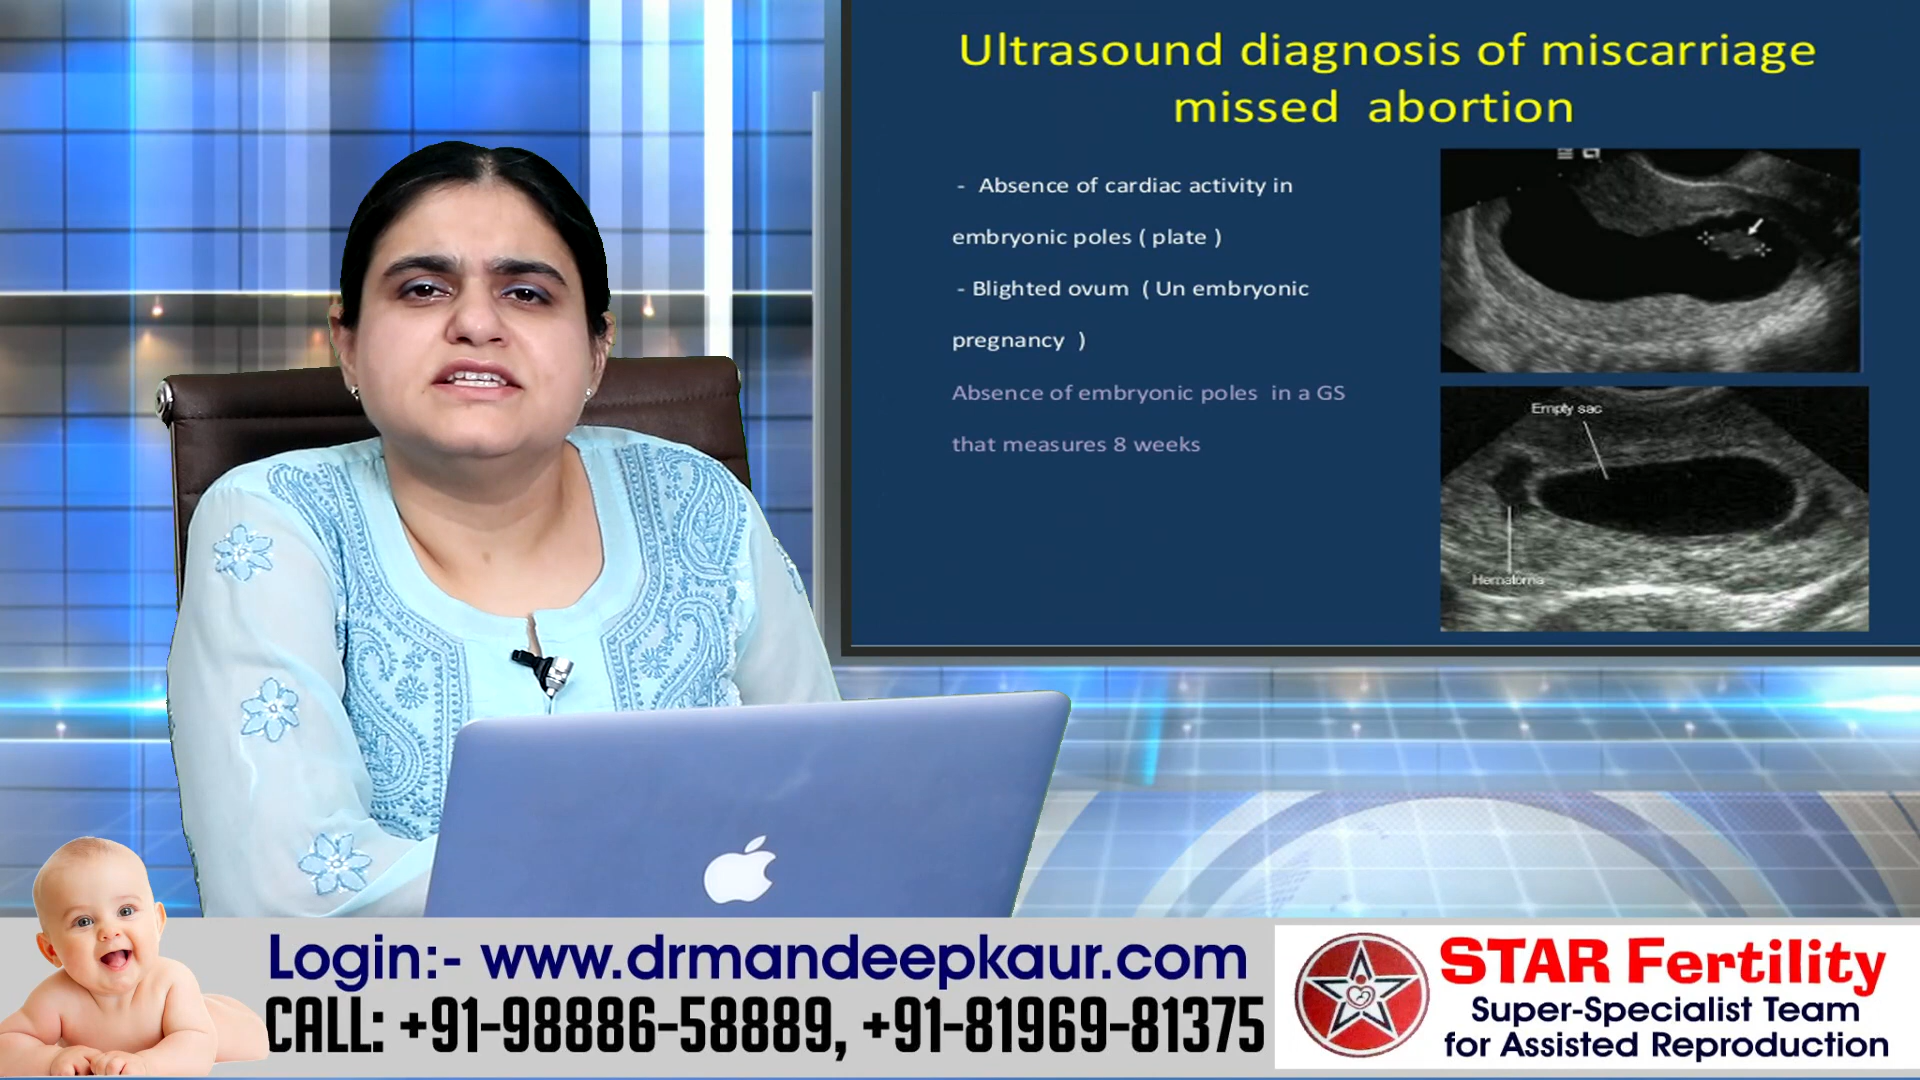 Ultrasound diagnosis of miscarriage
missed abortion
- Absence of cardiac activity in
embryonic poles ( plate )
- Blighted ovum ( Un embryonic
pregnancy )
Absence of embryonic poles in a GS
that measures 8 weeks
Empty sac
Hematoma
Login:- www.drmandeepkaur.com
CALL: +91-98886-58889, +91-81969-81375
STAR Fertility
Super-Specialist Team
for Assisted Reproduction